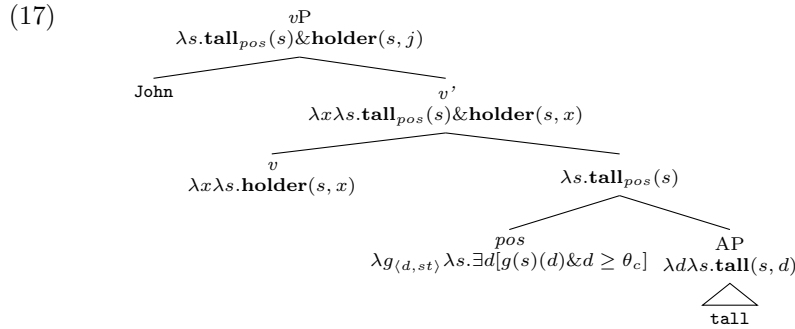 (17)
vP
λs.tall_pos(s)&holder(s, j)
John
v'
λxλs.tall_pos(s)&holder(s, x)
v
λxλs.holder(s, x)
λs.tall_pos(s)
pos
λg⟨d,st⟩λs.∃d[g(s)(d)&d ≥ θ_c]
AP
λdλs.tall(s, d)
tall